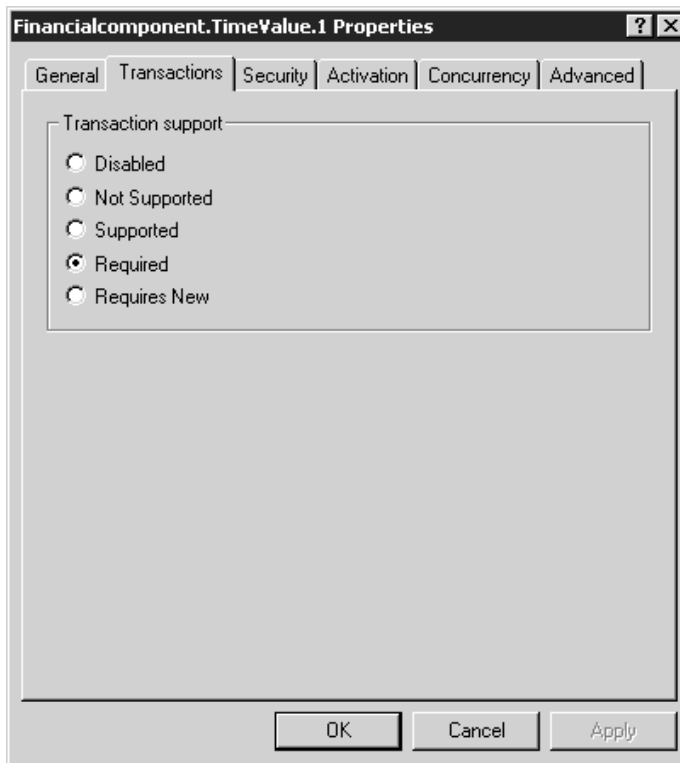 Financialcomponent.TimeValue.1 Properties
General Transactions Security Activation Concurrency Advanced
Transaction support
Disabled
Not Supported
Supported
Required
Requires New
OK Cancel Apply